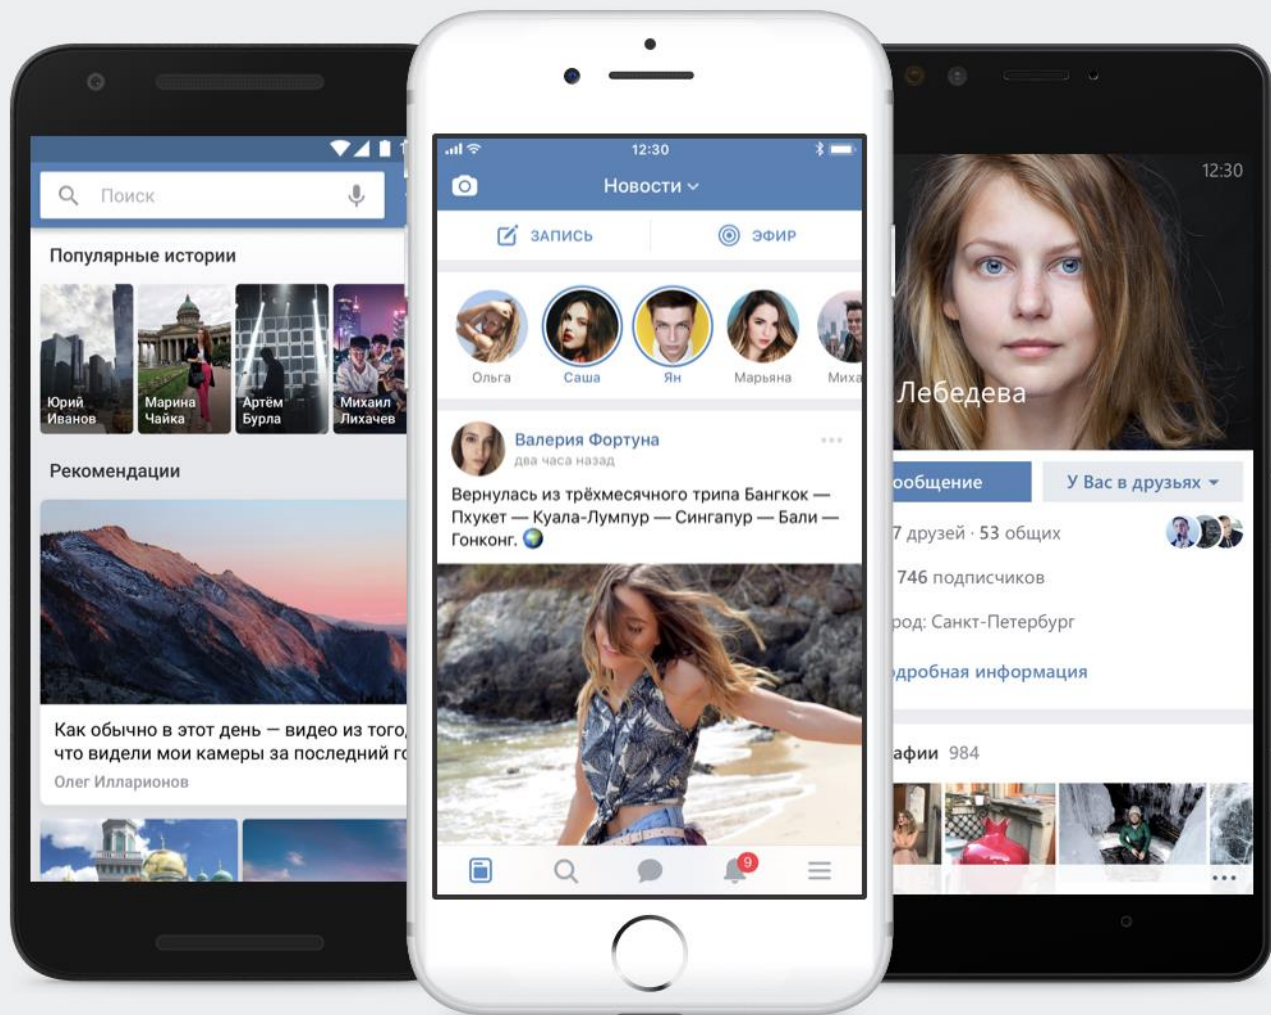 Поиск
Популярные истории
Юрий
Иванов
Марина
Чайка
Артём
Бурла
Михаил
Лихачев
Рекомендации
Как обычно в этот день — видео из того,
что видели мои камеры за последний
Олег Илларионов
12:30
Новости
ЗАПИСЬ
ЭФИР
Ольга
Саша
Ян
Марьяна
Миха
Валерия Фортуна
два часа назад
Вернулась из трёхмесячного трипа Бангкок —
Пхукет — Куала-Лумпур — Сингапур — Бали —
Гонконг.
9
12:30
Лебедева
ообщение
У Вас в друзьях
7 друзей · 53 общих
746 подписчиков
род: Санкт-Петербург
дробная информация
афии 984